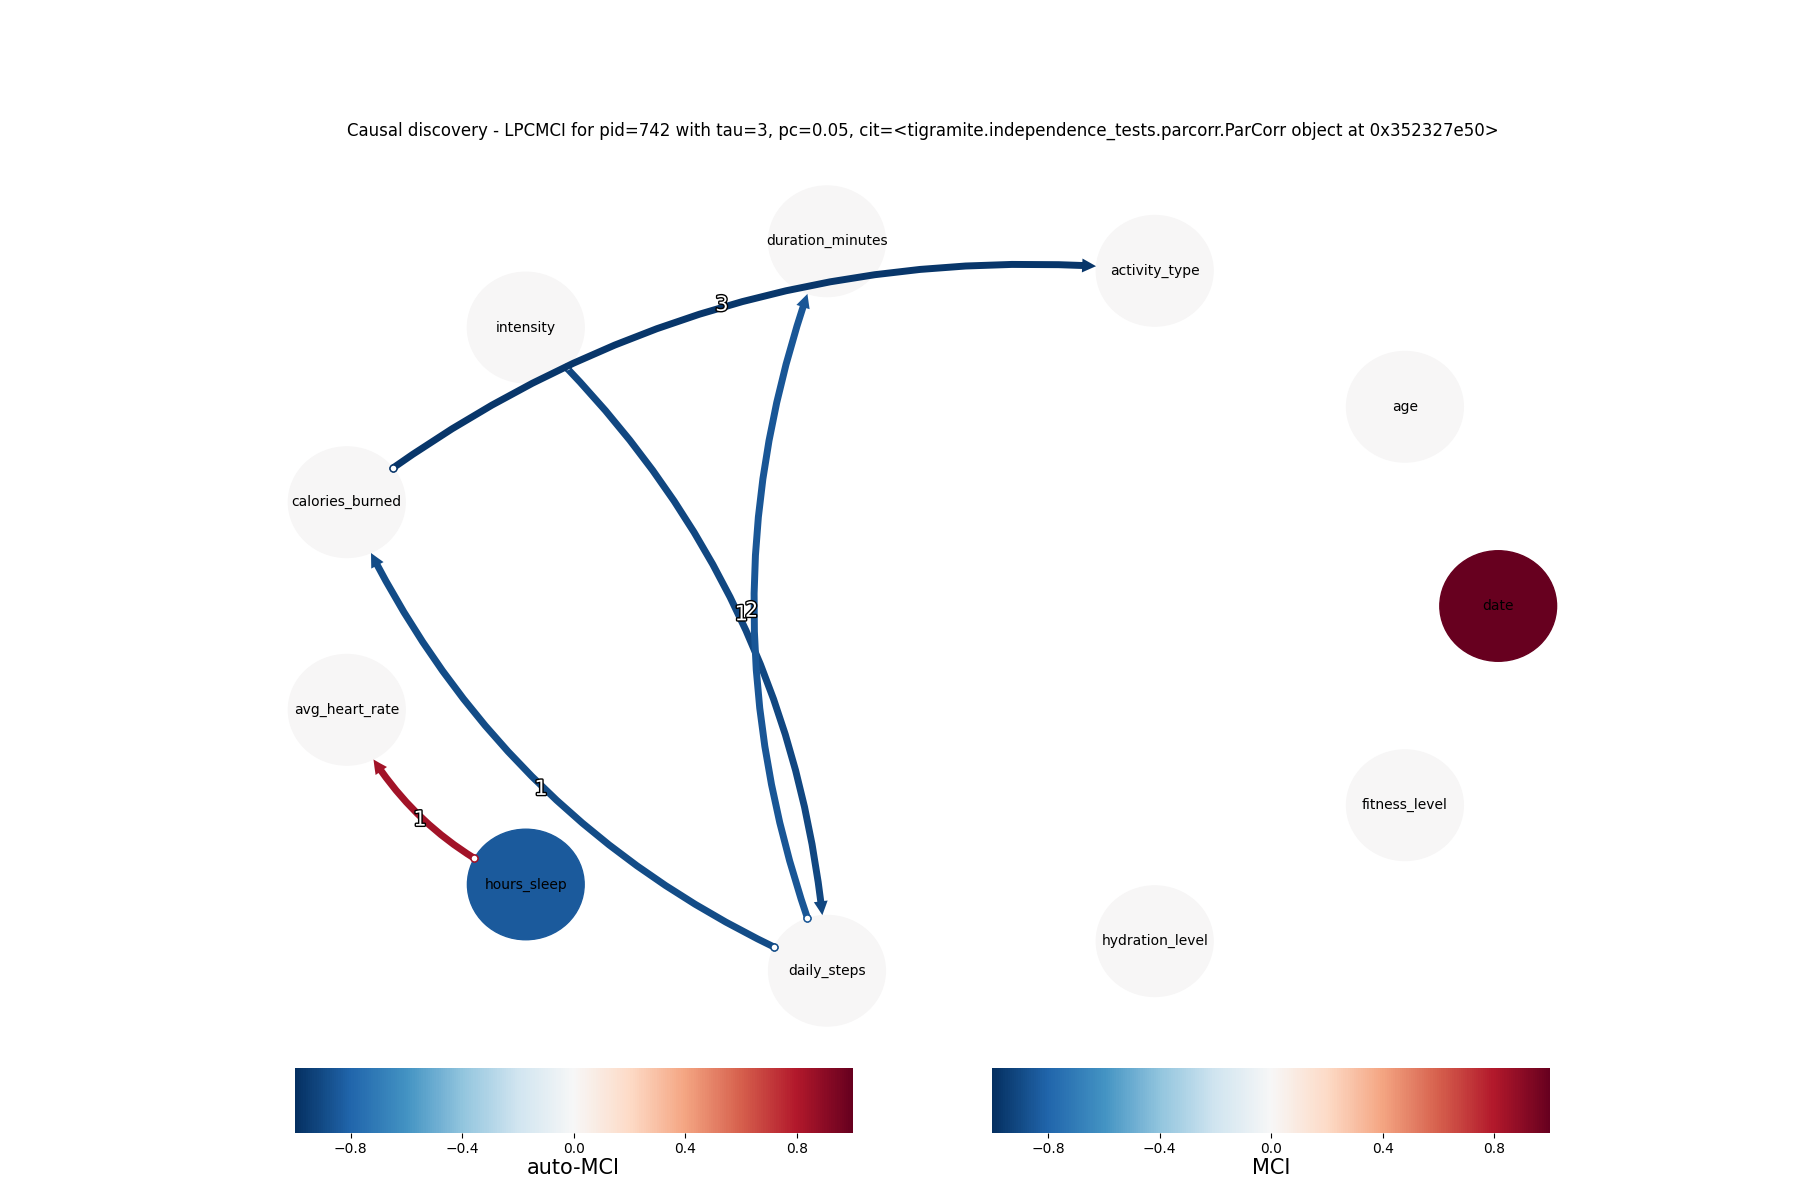 Causal discovery - LPCMCI for pid=742 with tau=3, pc=0.05, cit=<tigramite.independence_tests.parcorr.ParCorr object at 0x352327e50>
duration_minutes
activity_type
3
intensity
age
calories_burned
date
1
2
avg_heart_rate
1
fitness_level
1
hours_sleep
hydration_level
daily_steps
−0.8 −0.4 0.0 0.4 0.8
auto-MCI
−0.8 −0.4 0.0 0.4 0.8
MCI